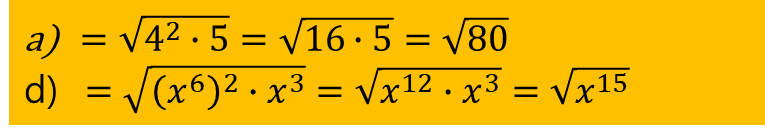 a) = √(4² · 5) = √(16 · 5) = √80
d) = √((x⁶)² · x³) = √(x¹² · x³) = √(x¹⁵)